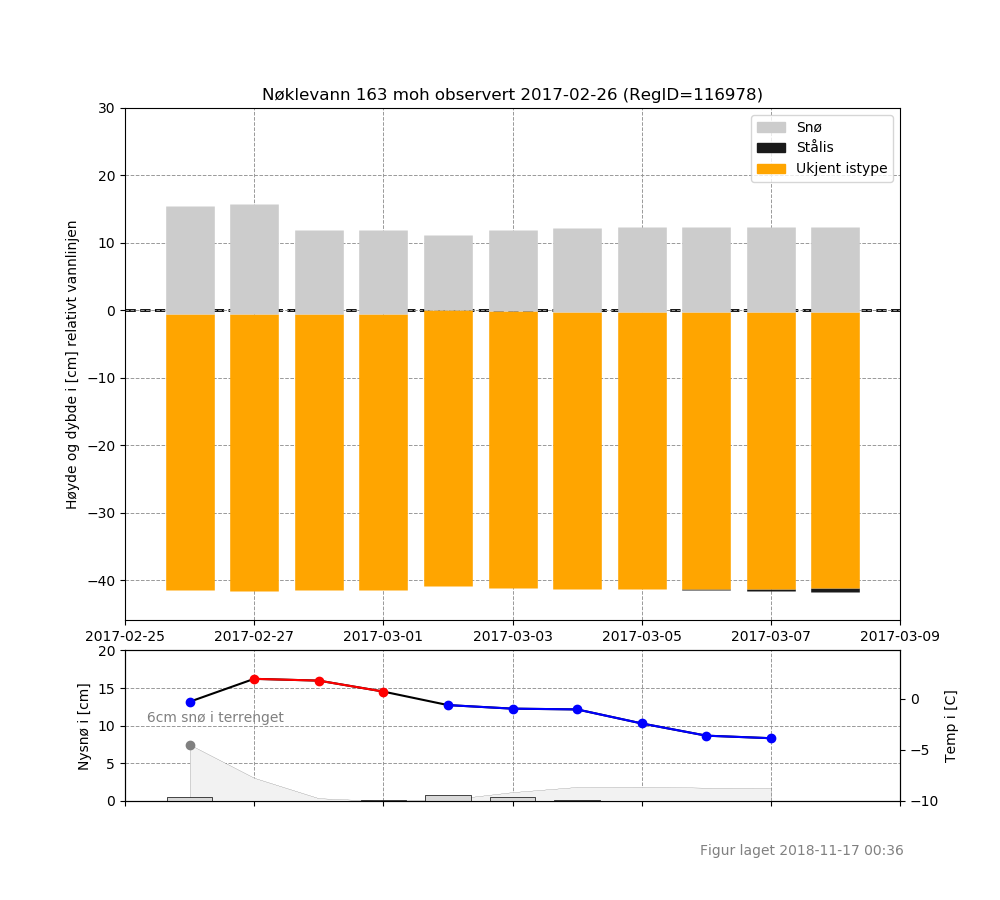 Nøklevann 163 moh observert 2017-02-26 (RegID=116978)
30
20
10
0
−10
−20
−30
−40
Høyde og dybde i [cm] relativt vannlinjen
Snø
Stålis
Ukjent istype
2017-02-25 2017-02-27 2017-03-01 2017-03-03 2017-03-05 2017-03-07 2017-03-09
20
15
10
5
0
Nysnø i [cm]
6cm snø i terrenget
0
−5
−10
Temp i [C]
Figur laget 2018-11-17 00:36